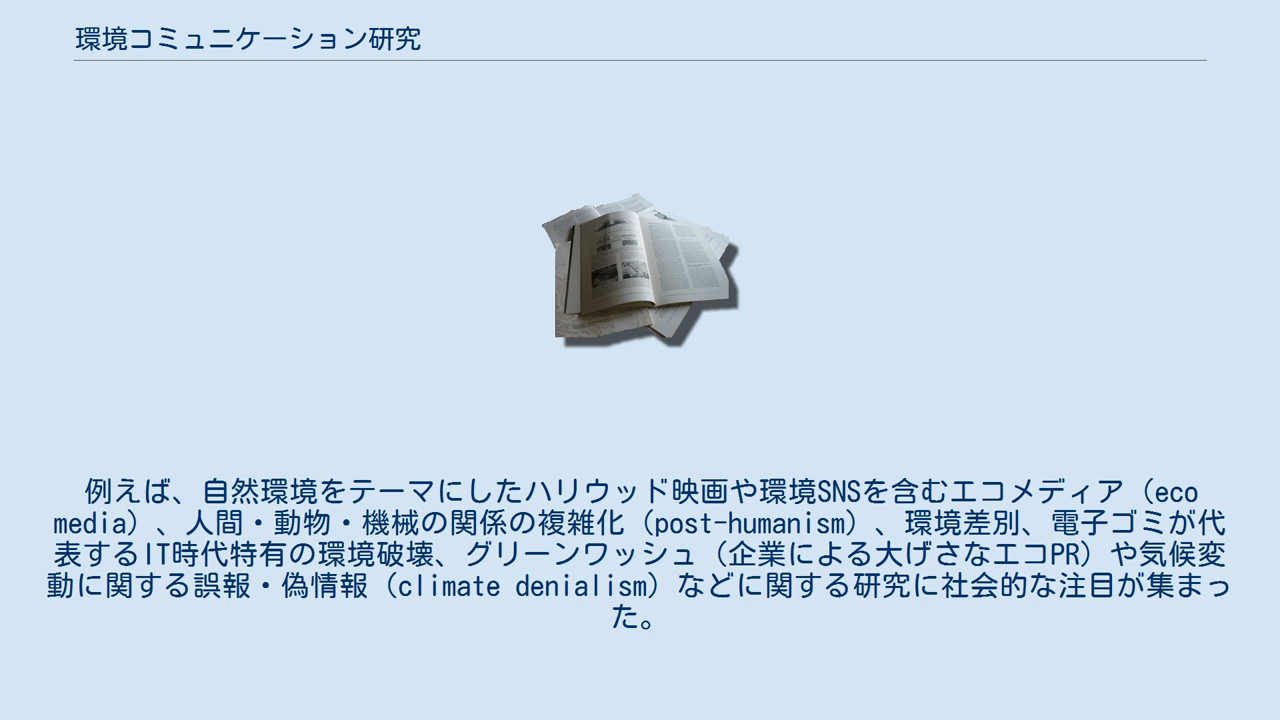 環境コミュニケーション研究
例えば、自然環境をテーマにしたハリウッド映画や環境SNSを含むエコメディア（eco
media）、人間・動物・機械の関係の複雑化（post-humanism）、環境差別、電子ゴミが代
表するIT時代特有の環境破壊、グリーンワッシュ（企業による大げさなエコPR）や気候変
動に関する誤報・偽情報（climate denialism）などに関する研究に社会的な注目が集まっ
た。